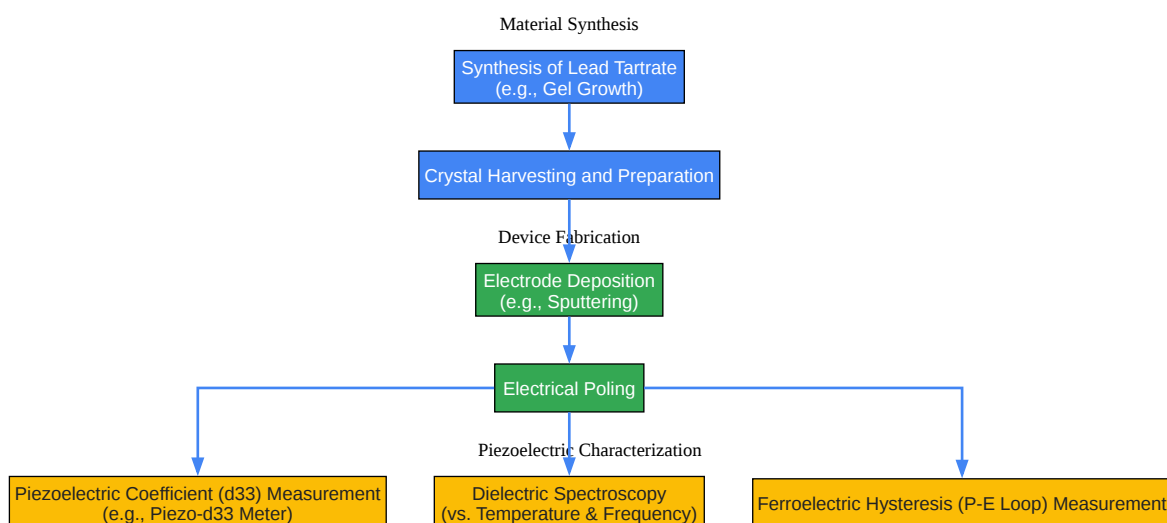 Material Synthesis
Synthesis of Lead Tartrate
(e.g., Gel Growth)
Crystal Harvesting and Preparation
Device Fabrication
Electrode Deposition
(e.g., Sputtering)
Electrical Poling
Piezoelectric Characterization
Piezoelectric Coefficient (d33) Measurement
(e.g., Piezo-d33 Meter)
Dielectric Spectroscopy
(vs. Temperature & Frequency)
Ferroelectric Hysteresis (P-E Loop) Measurement